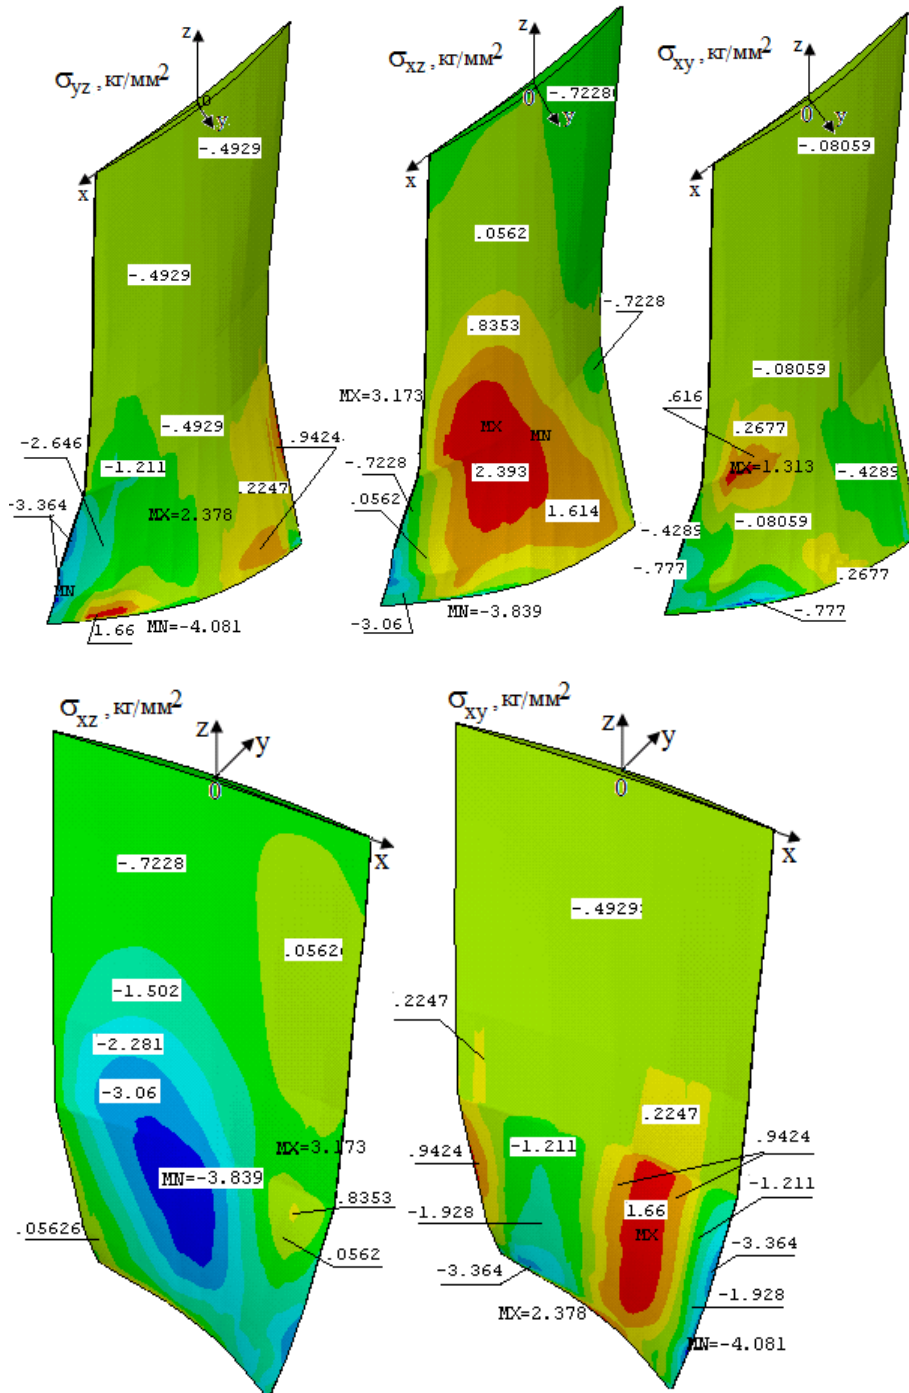 z
σyz , кг/мм2
0
y
x
-.4929
-.4929
-.4929
-2.646
-1.211
.9424
-3.364
.2247
MX=2.378
MN
1.66
MN=-4.081
z
σxz , кг/мм2
-.7228
0
y
x
.0562
-.7228
.8353
MX=3.173
MX
MN
-.7228
2.393
.0562
1.614
-3.06
MN=-3.839
z
σxy , кг/мм2
0
y
x
-.08059
-.08059
.616
.2677
MX=1.313
-.4289
-.08059
-.4289
-.777
.2677
-.777
σxz , кг/мм2
z
y
0
x
-.7228
.0562
-1.502
-2.281
-3.06
MX=3.173
MN=-3.839
.8353
.05626
.0562
σxy , кг/мм2
z
y
0
x
-.4929
.2247
.2247
.9424
-1.211
.9424
-1.211
1.66
-1.928
MX
-3.364
-3.364
-1.928
MX=2.378
MN=-4.081